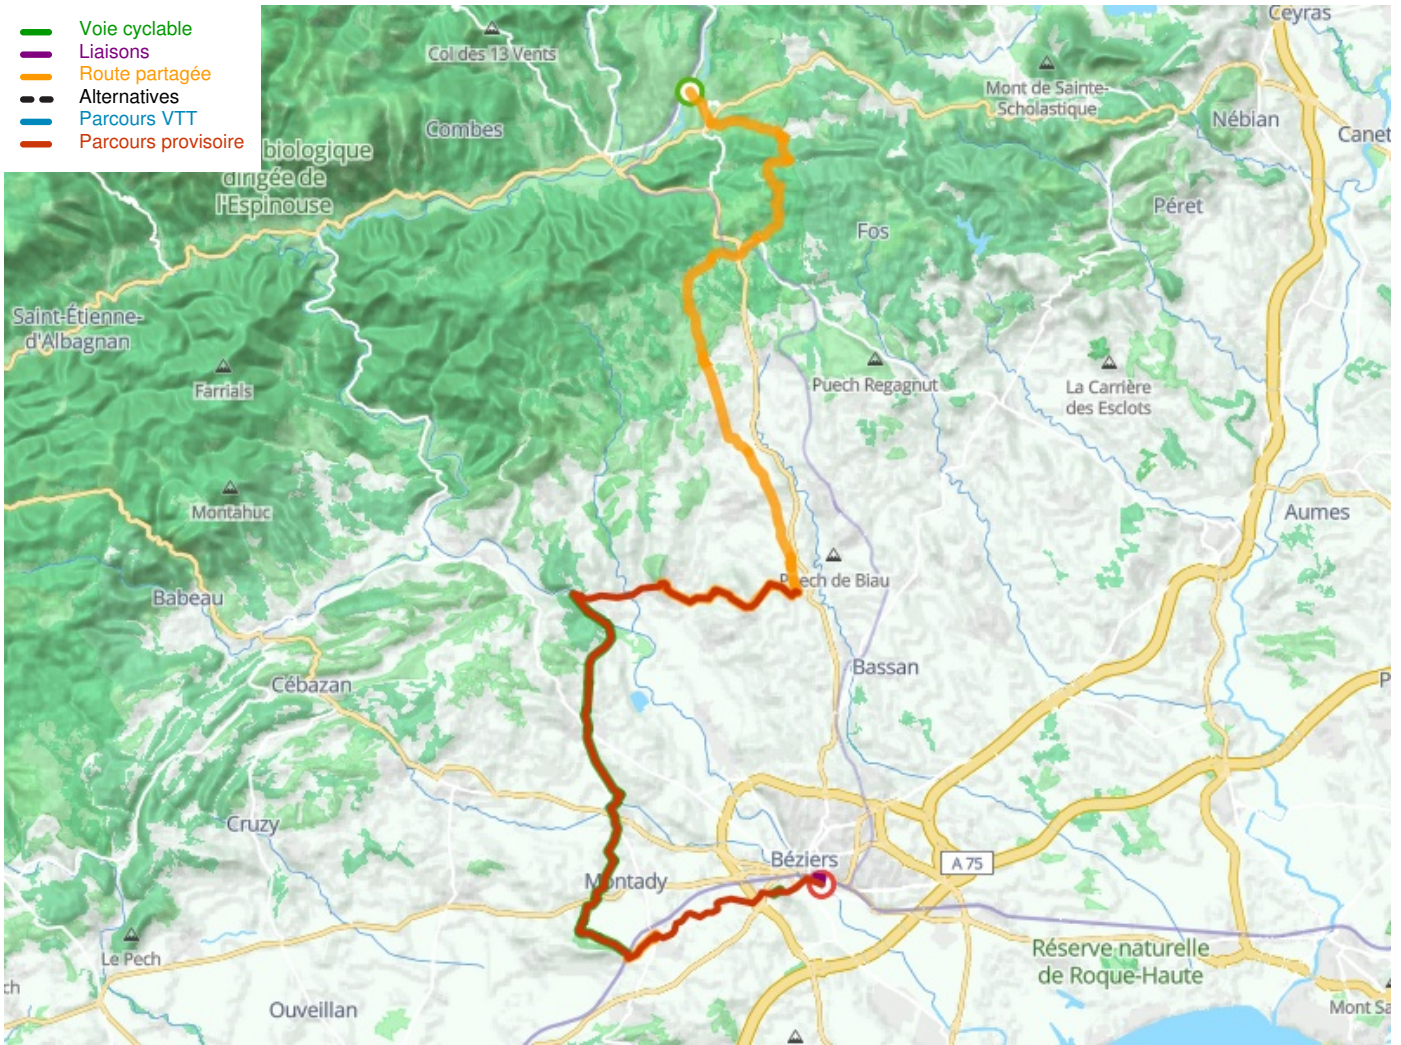 Voie cyclable
Liaisons
Route partagée
Alternatives
Parcours VTT
Parcours provisoire
Ceyras
Col des 13 Vents
Mont de Sainte-
Scholastique
Nébian
Canet
Combes
biologique
dirigée de
l'Espinouse
Péret
Fos
Saint-Étienne-
d'Albagnan
Farrials
Puech Regagnut
La Carrière
des Esclots
Montahuc
Aumes
Puech de Biau
Babeau
Bassan
Cébazan
P
Cruzy
Béziers
A 75
Montady
Le Pech
Réserve naturelle
de Roque-Haute
ch
Ouveillan
Mont Sa